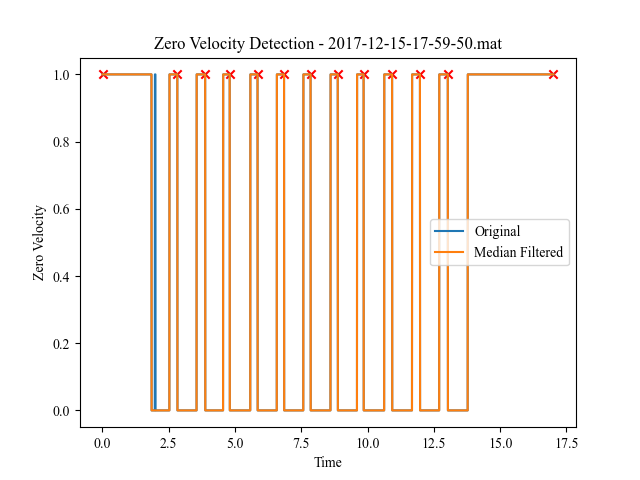 Zero Velocity Detection - 2017-12-15-17-59-50.mat
1.0
0.8
0.6
0.4
0.2
0.0
Zero Velocity
Original
Median Filtered
0.0 2.5 5.0 7.5 10.0 12.5 15.0 17.5
Time